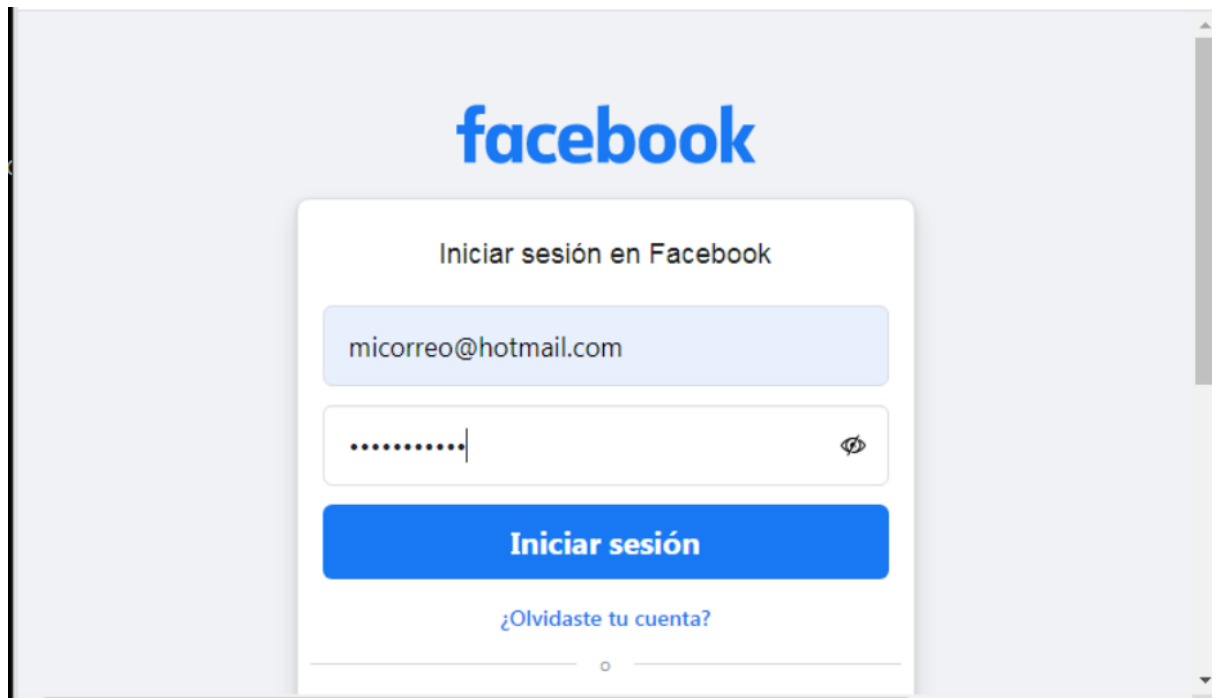 facebook
Iniciar sesión en Facebook
micorreo@hotmail.com
•••••••••••
Iniciar sesión
¿Olvidaste tu cuenta?
o